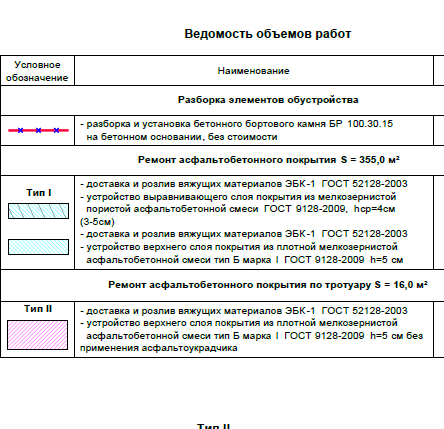 Ведомость объемов работ
Условное обозначение
Наименование
Разборка элементов обустройства
- разборка и установка бетонного бортового камня БР 100.30.15
на бетонном основании, без стоимости
Ремонт асфальтобетонного покрытия S = 355,0 м²
Тип I
- доставка и розлив вяжущих материалов ЭБК-1 ГОСТ 52128-2003
- устройство выравнивающего слоя покрытия из мелкозернистой
пористой асфальтобетонной смеси ГОСТ 9128-2009, hср=4см
(3-5см)
- доставка и розлив вяжущих материалов ЭБК-1 ГОСТ 52128-2003
- устройство верхнего слоя покрытия из плотной мелкозернистой
асфальтобетонной смеси тип Б марка I ГОСТ 9128-2009 h=5 см
Ремонт асфальтобетонного покрытия по тротуару S = 16,0 м²
Тип II
- доставка и розлив вяжущих материалов ЭБК-1 ГОСТ 52128-2003
- устройство верхнего слоя покрытия из плотной мелкозернистой
асфальтобетонной смеси тип Б марка I ГОСТ 9128-2009 h=5 см без
применения асфальтоукрадчика
Тип II